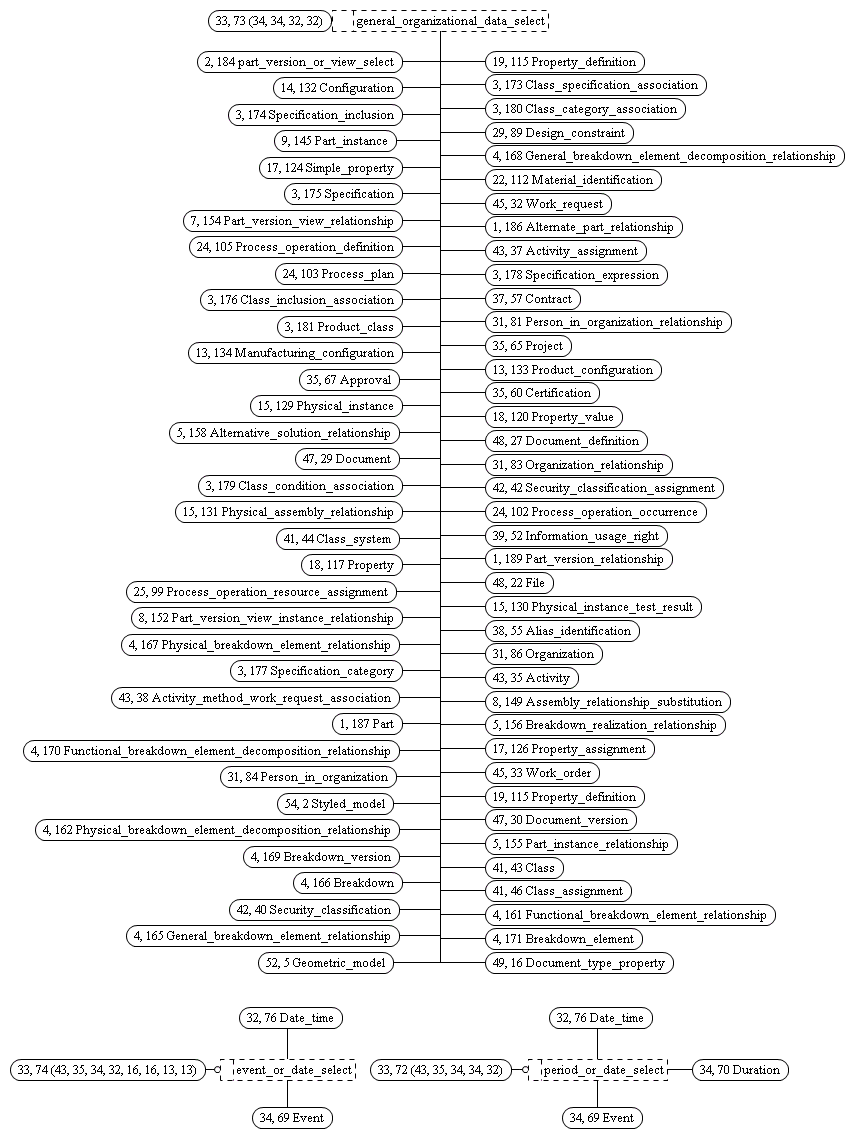 33, 73 (34, 34, 32, 32)
general_organizational_data_select
2, 184 part_version_or_view_select
14, 132 Configuration
3, 174 Specification_inclusion
9, 145 Part_instance
17, 124 Simple_property
3, 175 Specification
7, 154 Part_version_view_relationship
24, 105 Process_operation_definition
24, 103 Process_plan
3, 176 Class_inclusion_association
3, 181 Product_class
13, 134 Manufacturing_configuration
35, 67 Approval
15, 129 Physical_instance
5, 158 Alternative_solution_relationship
47, 29 Document
3, 179 Class_condition_association
15, 131 Physical_assembly_relationship
41, 44 Class_system
18, 117 Property
25, 99 Process_operation_resource_assignment
8, 152 Part_version_view_instance_relationship
4, 167 Physical_breakdown_element_relationship
3, 177 Specification_category
43, 38 Activity_method_work_request_association
1, 187 Part
4, 170 Functional_breakdown_element_decomposition_relationship
31, 84 Person_in_organization
54, 2 Styled_model
4, 162 Physical_breakdown_element_decomposition_relationship
4, 169 Breakdown_version
4, 166 Breakdown
42, 40 Security_classification
4, 165 General_breakdown_element_relationship
52, 5 Geometric_model
19, 115 Property_definition
3, 173 Class_specification_association
3, 180 Class_category_association
29, 89 Design_constraint
4, 168 General_breakdown_element_decomposition_relationship
22, 112 Material_identification
45, 32 Work_request
1, 186 Alternate_part_relationship
43, 37 Activity_assignment
3, 178 Specification_expression
37, 57 Contract
31, 81 Person_in_organization_relationship
35, 65 Project
13, 133 Product_configuration
35, 60 Certification
18, 120 Property_value
48, 27 Document_definition
31, 83 Organization_relationship
42, 42 Security_classification_assignment
24, 102 Process_operation_occurrence
39, 52 Information_usage_right
1, 189 Part_version_relationship
48, 22 File
15, 130 Physical_instance_test_result
38, 55 Alias_identification
31, 86 Organization
43, 35 Activity
8, 149 Assembly_relationship_substitution
5, 156 Breakdown_realization_relationship
17, 126 Property_assignment
45, 33 Work_order
19, 115 Property_definition
47, 30 Document_version
5, 155 Part_instance_relationship
41, 43 Class
41, 46 Class_assignment
4, 161 Functional_breakdown_element_relationship
4, 171 Breakdown_element
49, 16 Document_type_property
32, 76 Date_time
33, 74 (43, 35, 34, 32, 16, 16, 13, 13)
event_or_date_select
34, 69 Event
32, 76 Date_time
33, 72 (43, 35, 34, 34, 32)
period_or_date_select
34, 70 Duration
34, 69 Event